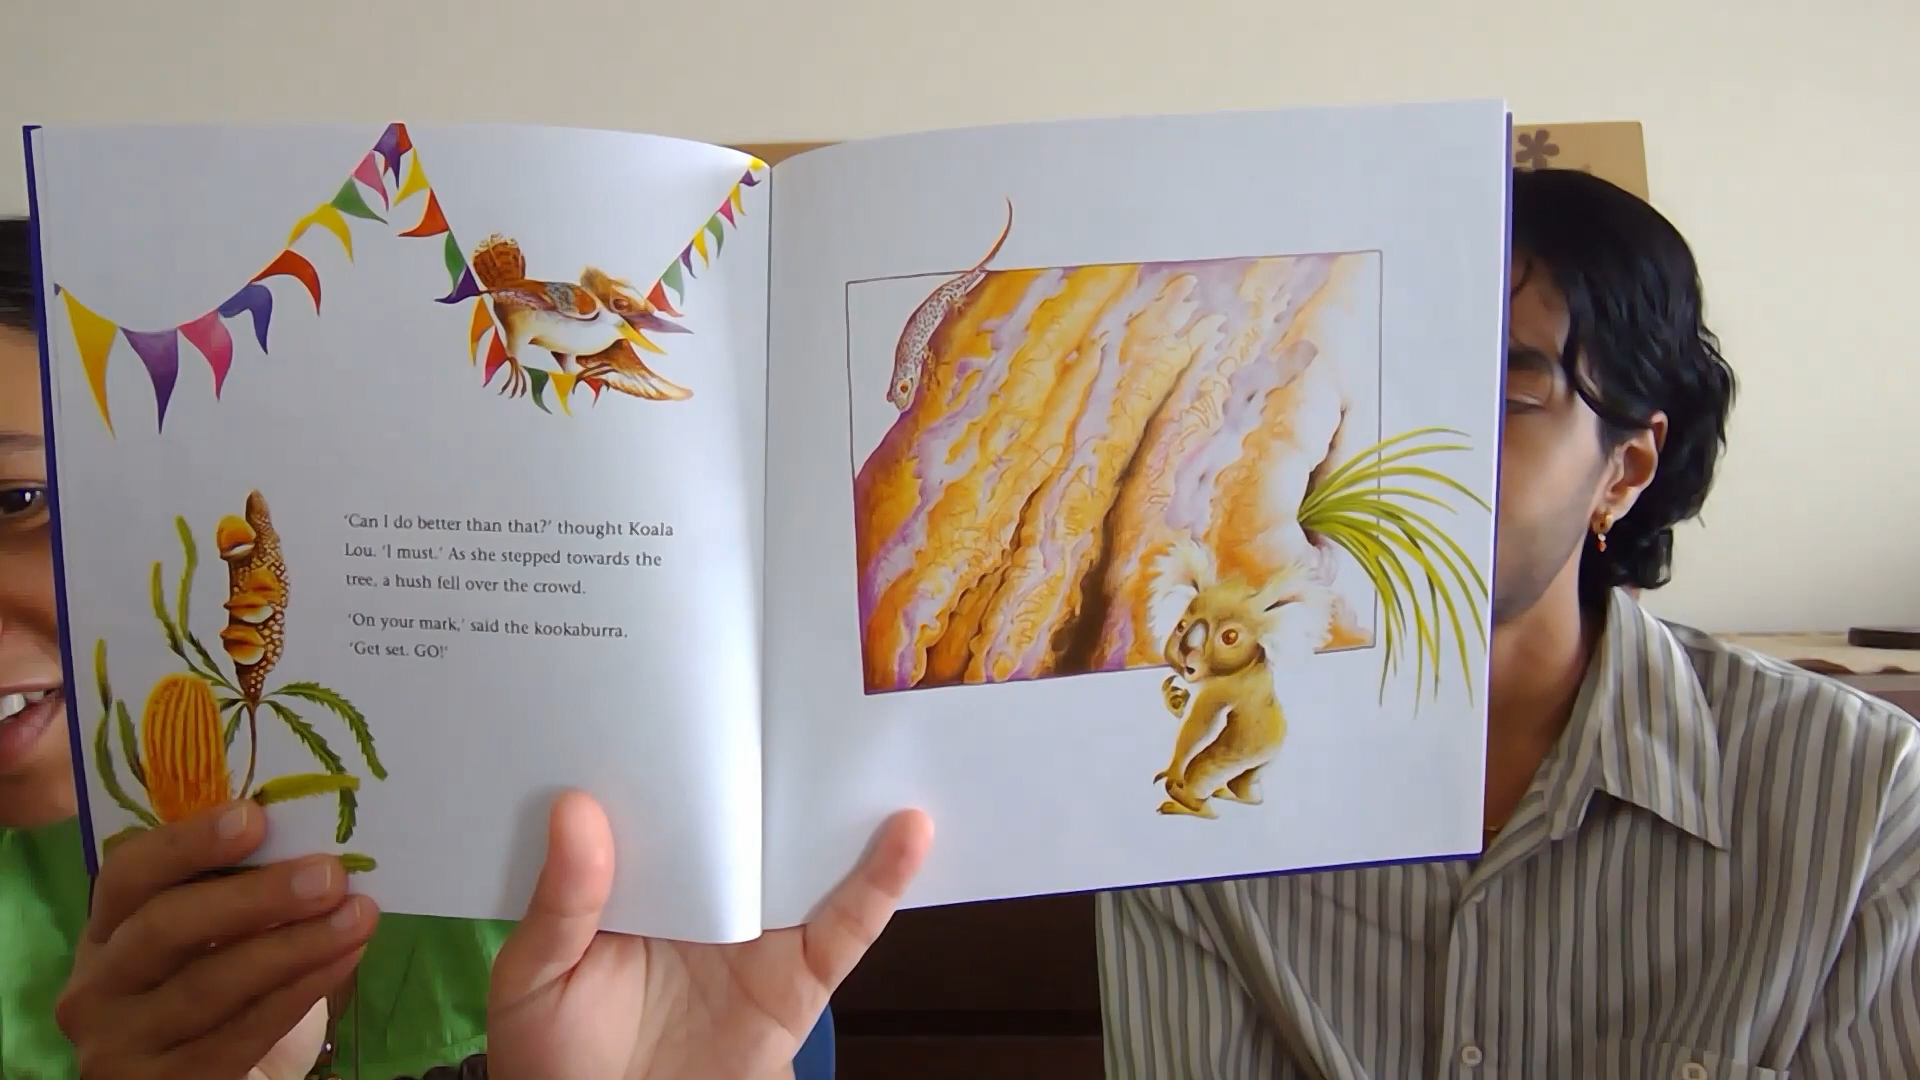 ‘Can I do better than that?’ thought Koala
Lou. ‘I must.’ As she stepped towards the
tree, a hush fell over the crowd.
‘On your mark,’ said the kookaburra.
‘Get set. GO!’